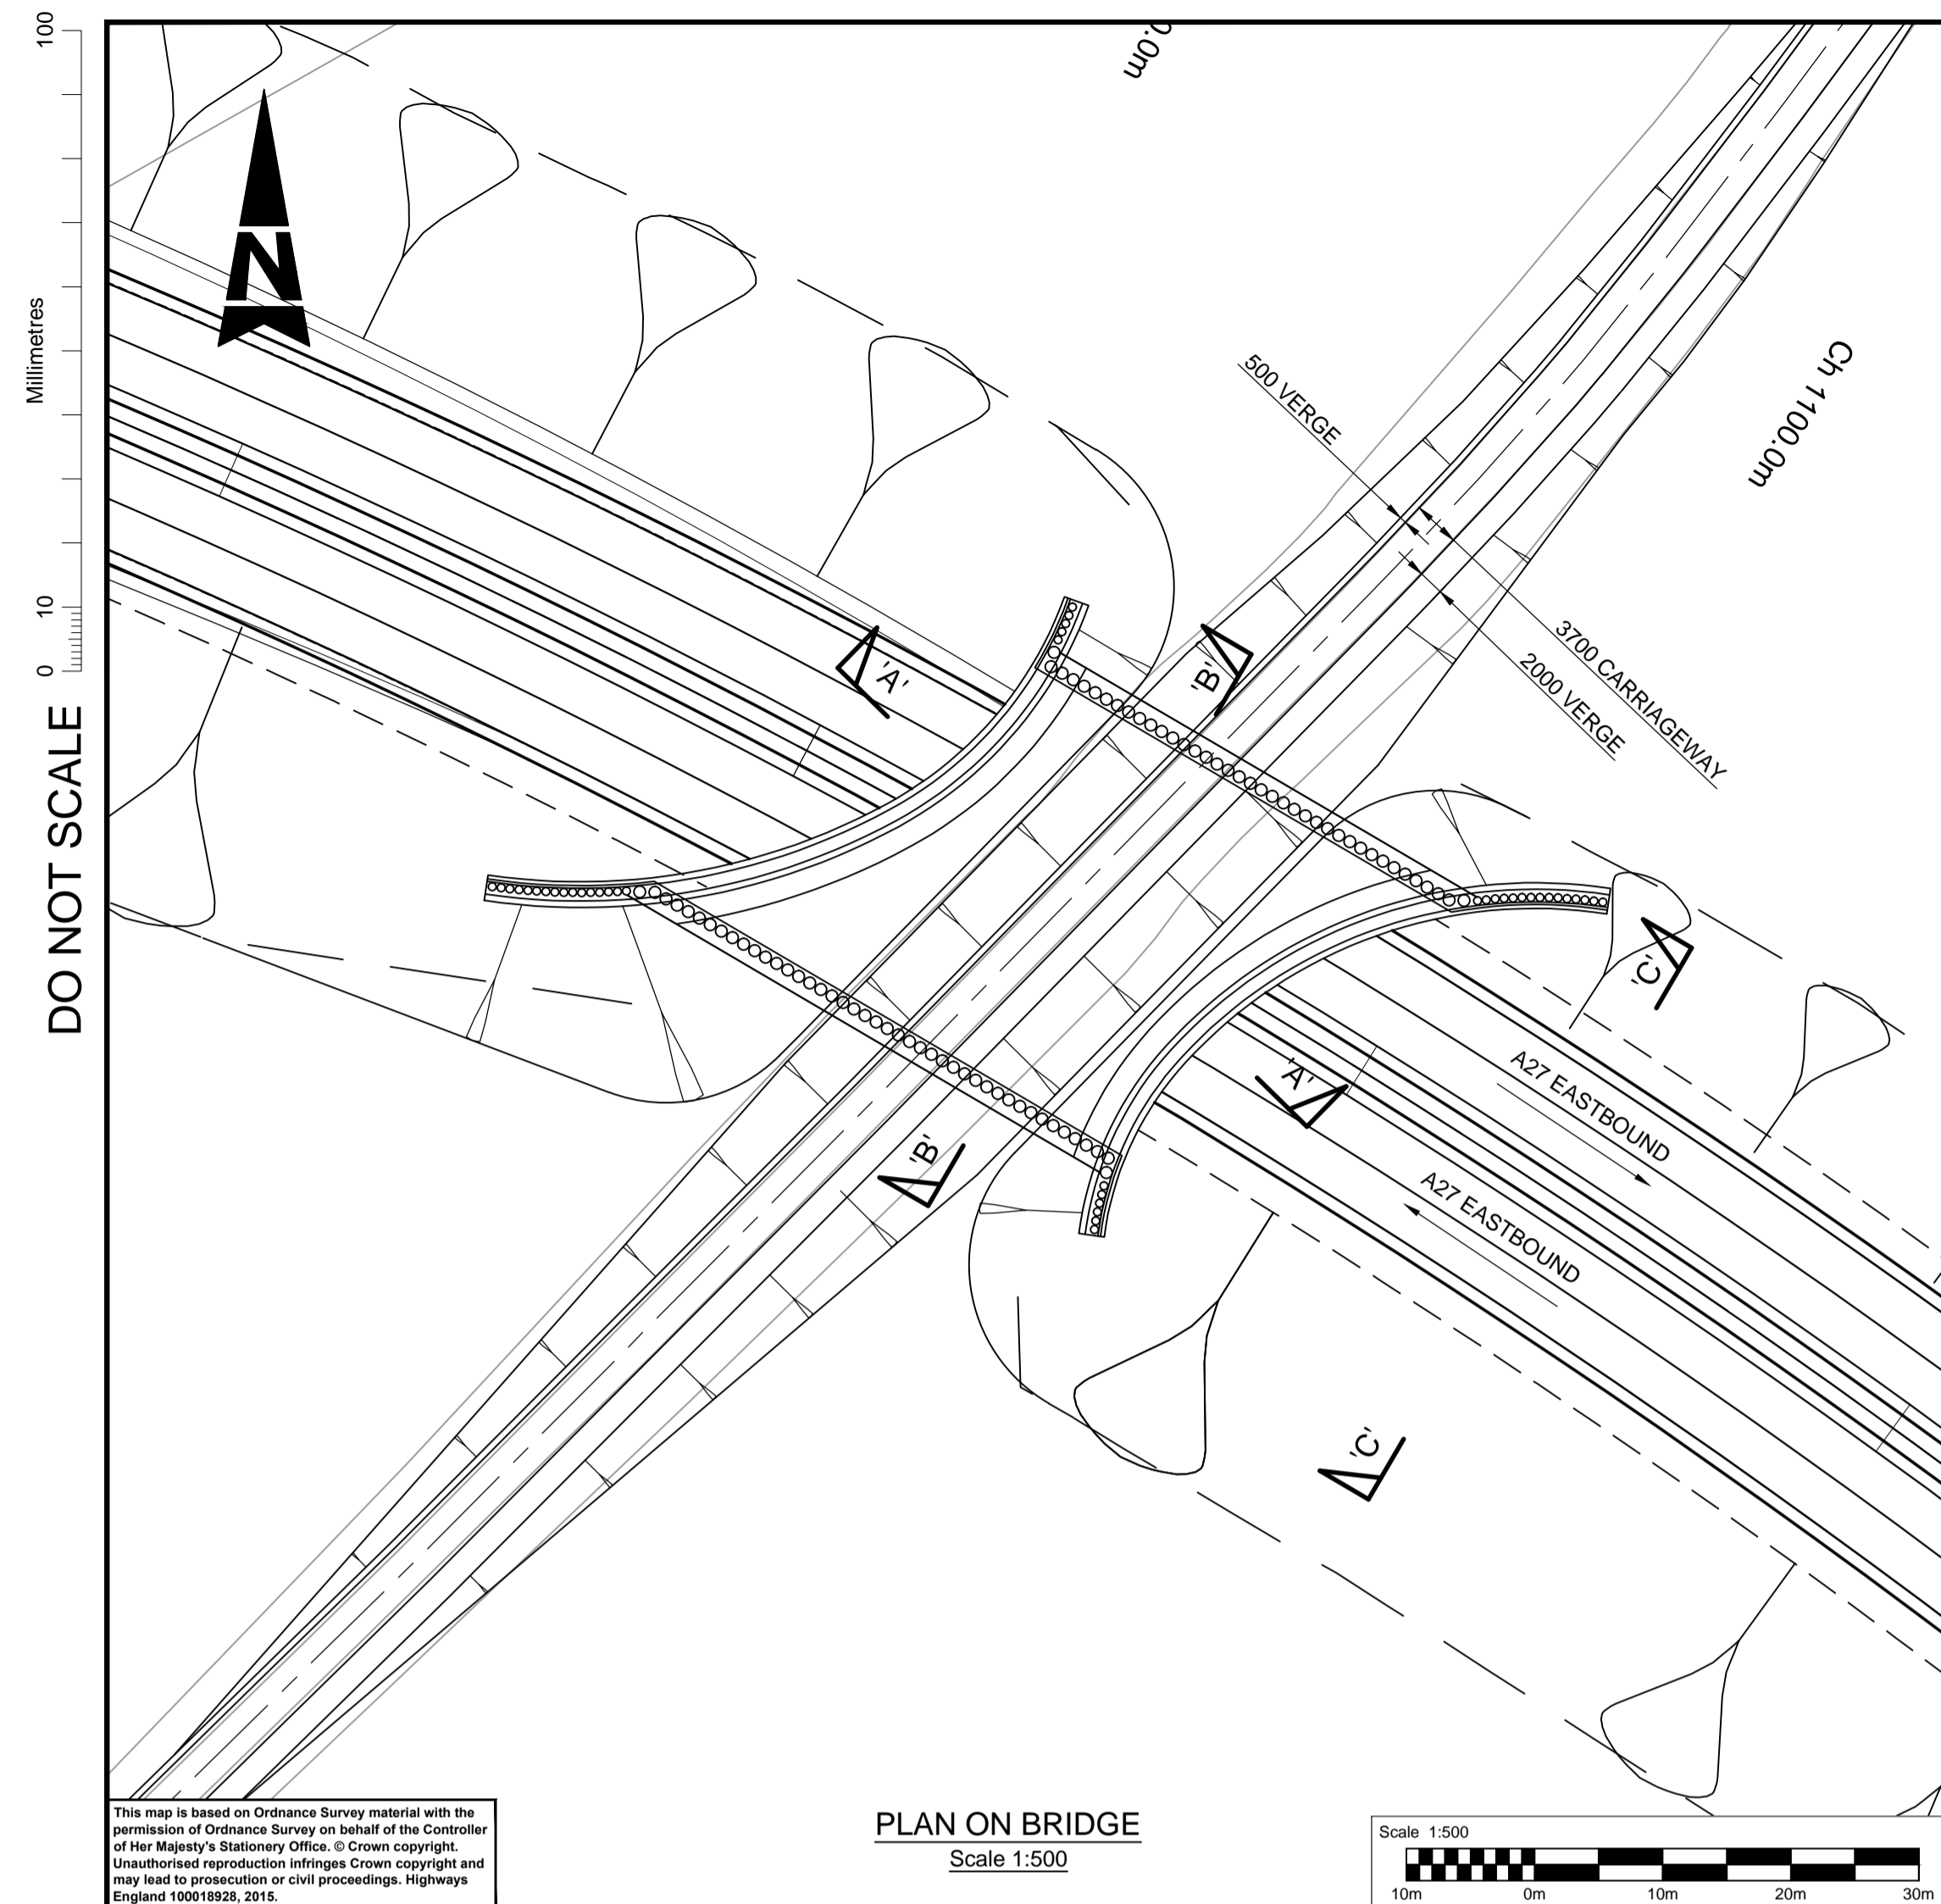 100
Millimetres
10
0
DO NOT SCALE
N
0.0m
Ch 1100.0m
500 VERGE
3700 CARRIAGEWAY
2000 VERGE
'A'
'B'
'C'
'A'
A27 EASTBOUND
A27 EASTBOUND
'B'
'C'
This map is based on Ordnance Survey material with the
permission of Ordnance Survey on behalf of the Controller
of Her Majesty's Stationery Office. © Crown copyright.
Unauthorised reproduction infringes Crown copyright and
may lead to prosecution or civil proceedings. Highways
England 100018928, 2015.
PLAN ON BRIDGE
Scale 1:500
Scale 1:500
10m 0m 10m 20m 30m